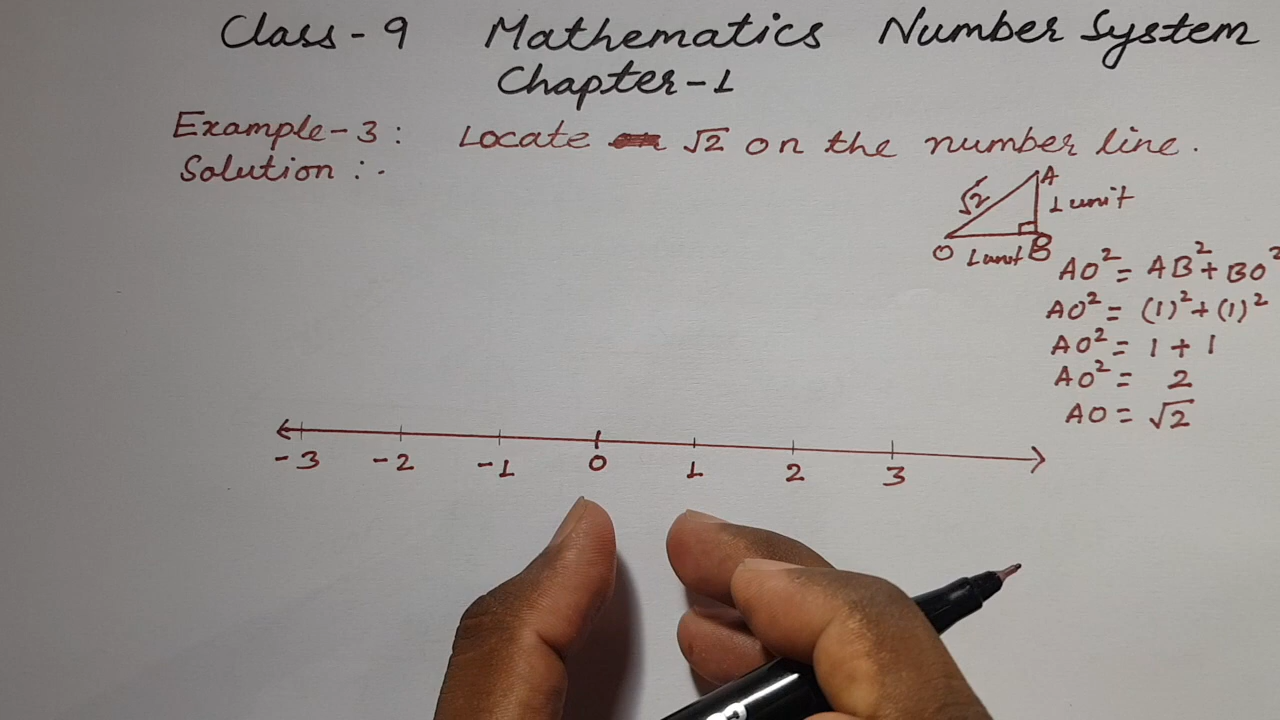 Class - 9 Mathematics Number System
Chapter - 1
Example - 3 : Locate √2 on the number line.
Solution :-
A
√2
1 unit
O 1 unit B
AO² = AB² + BO²
AO² = (1)² + (1)²
AO² = 1 + 1
AO² = 2
AO = √2
-3 -2 -1 0 1 2 3